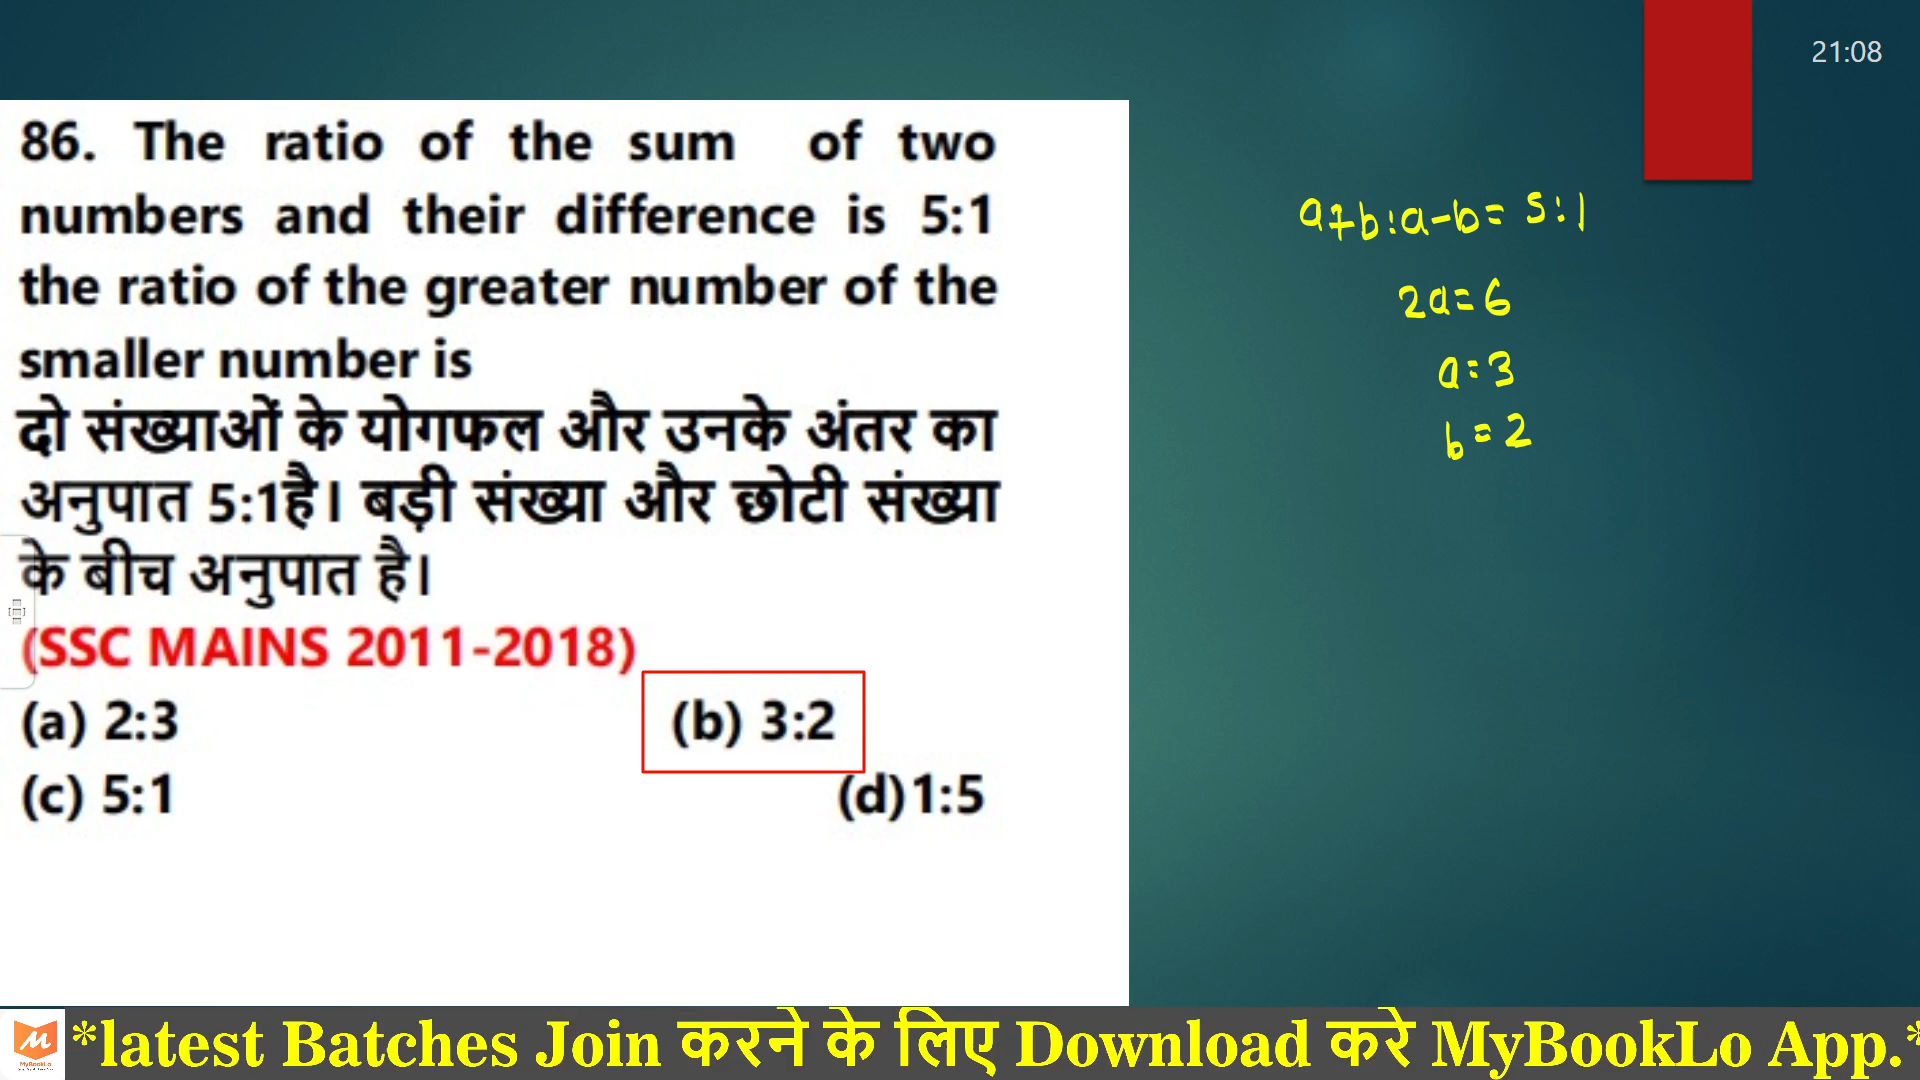 21:08
86. The ratio of the sum of two
numbers and their difference is 5:1
the ratio of the greater number of the
smaller number is
दो संख्याओं के योगफल और उनके अंतर का
अनुपात 5:1है। बड़ी संख्या और छोटी संख्या
के बीच अनुपात है।
(SSC MAINS 2011-2018)
(a) 2:3 (b) 3:2
(c) 5:1 (d)1:5
a+b:a-b= 5:1
2a=6
a=3
b=2
MyBookLo
*latest Batches Join करने के लिए Download करे MyBookLo App.*